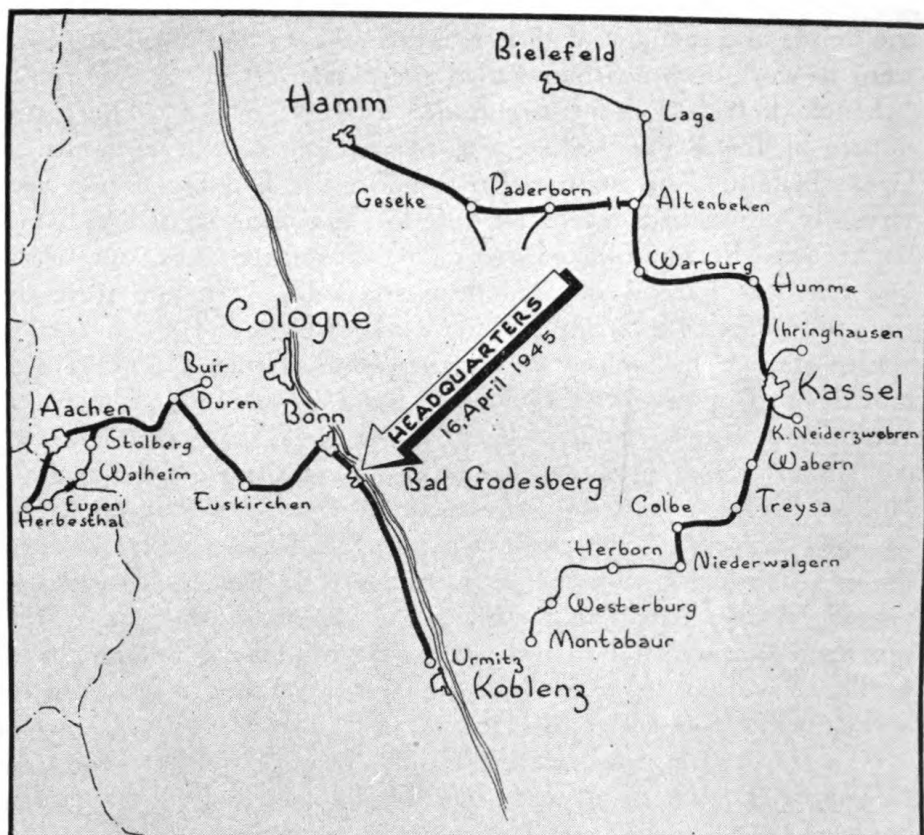 Bielefeld
Hamm
Lage
Geseke
Paderborn
Altenbeken
Warburg
Humme
Ihringhausen
Cologne
HEADQUARTERS
16, April 1945
Kassel
K. Neiderzwebren
Buir
Duren
Bonn
Aachen
Stolberg
Walheim
Wabern
Bad Godesberg
Eupen
Herbesthal
Euskirchen
Colbe
Treysa
Herborn
Niederwalgern
Westerburg
Montabaur
Urmitz
Koblenz